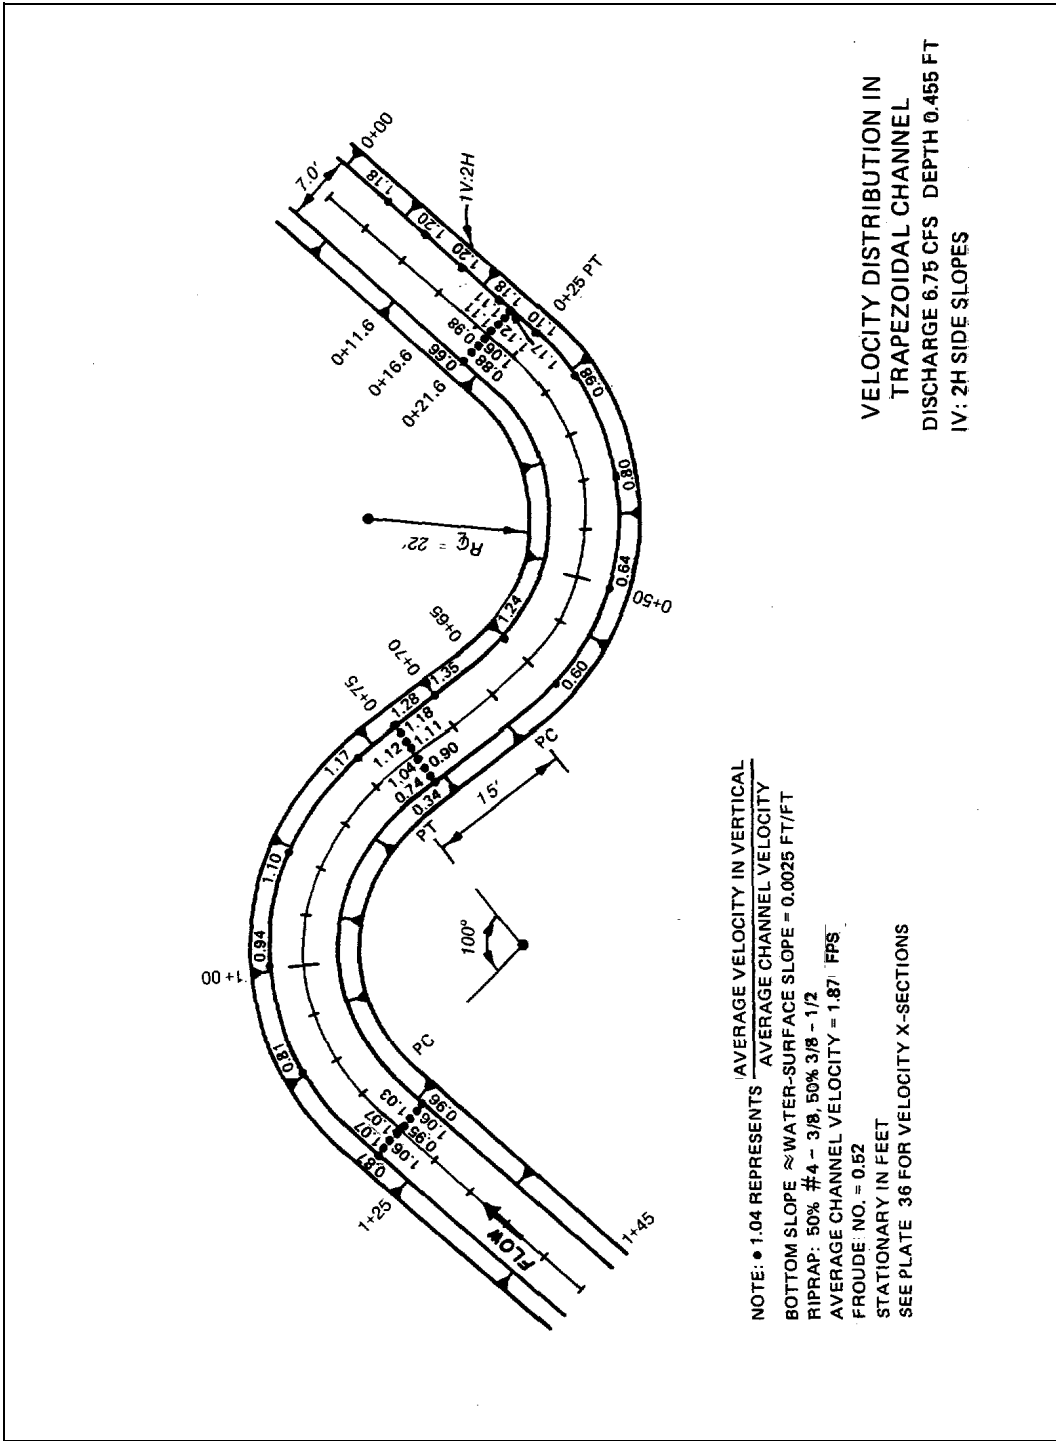 VELOCITY DISTRIBUTION IN
TRAPEZOIDAL CHANNEL
DISCHARGE 6.75 CFS DEPTH 0.455 FT
IV: 2H SIDE SLOPES
0+00
7.0'
1.18
1.20
1.20
1V:2H
1.18
1.10
0+25 PT
0+11.6
0+16.6
0+21.6
0.66
0.88
0.98
1.06
1.11
1.12
1.11
1.17
0.98
0.80
0.64
0+50
0.60
R℄ = 22'
1.24
0+65
0+70
0+75
1.35
1.28
1.18
1.12
1.11
1.04
0.90
0.74
0.34
1.17
PC
15'
PT
1.10
0.94
1+00
0.81
100°
PC
0.96
1.03
1.06
1.07
0.95
1.07
1.06
0.87
1+25
FLOW
1+45
NOTE: • 1.04 REPRESENTS AVERAGE VELOCITY IN VERTICAL
AVERAGE CHANNEL VELOCITY
BOTTOM SLOPE ≈ WATER-SURFACE SLOPE = 0.0025 FT/FT
RIPRAP: 50% #4 - 3/8, 50% 3/8 - 1/2
AVERAGE CHANNEL VELOCITY = 1.87 FPS
FROUDE NO. = 0.52
STATIONARY IN FEET
SEE PLATE 36 FOR VELOCITY X-SECTIONS